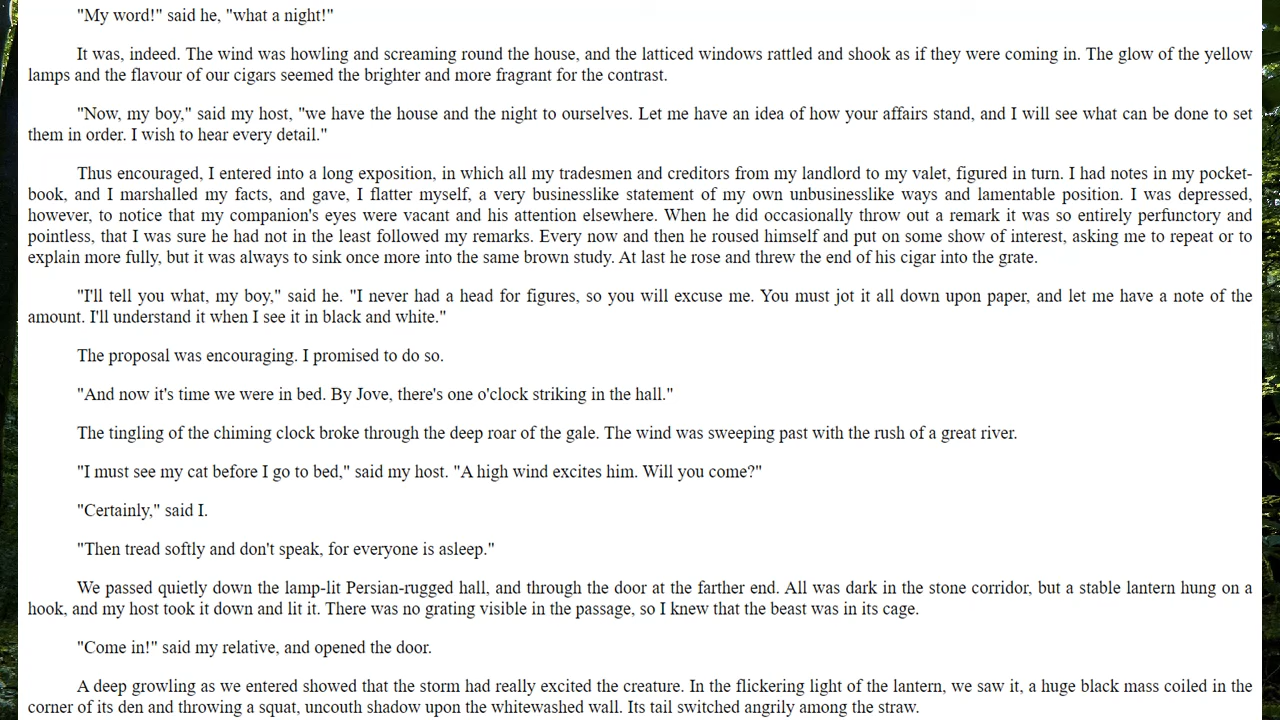 "My word!" said he, "what a night!"
It was, indeed. The wind was howling and screaming round the house, and the latticed windows rattled and shook as if they were coming in. The glow of the yellow
lamps and the flavour of our cigars seemed the brighter and more fragrant for the contrast.
"Now, my boy," said my host, "we have the house and the night to ourselves. Let me have an idea of how your affairs stand, and I will see what can be done to set
them in order. I wish to hear every detail."
Thus encouraged, I entered into a long exposition, in which all my tradesmen and creditors from my landlord to my valet, figured in turn. I had notes in my pocket-
book, and I marshalled my facts, and gave, I flatter myself, a very businesslike statement of my own unbusinesslike ways and lamentable position. I was depressed,
however, to notice that my companion's eyes were vacant and his attention elsewhere. When he did occasionally throw out a remark it was so entirely perfunctory and
pointless, that I was sure he had not in the least followed my remarks. Every now and then he roused himself and put on some show of interest, asking me to repeat or to
explain more fully, but it was always to sink once more into the same brown study. At last he rose and threw the end of his cigar into the grate.
"I'll tell you what, my boy," said he. "I never had a head for figures, so you will excuse me. You must jot it all down upon paper, and let me have a note of the
amount. I'll understand it when I see it in black and white."
The proposal was encouraging. I promised to do so.
"And now it's time we were in bed. By Jove, there's one o'clock striking in the hall."
The tingling of the chiming clock broke through the deep roar of the gale. The wind was sweeping past with the rush of a great river.
"I must see my cat before I go to bed," said my host. "A high wind excites him. Will you come?"
"Certainly," said I.
"Then tread softly and don't speak, for everyone is asleep."
We passed quietly down the lamp-lit Persian-rugged hall, and through the door at the farther end. All was dark in the stone corridor, but a stable lantern hung on a
hook, and my host took it down and lit it. There was no grating visible in the passage, so I knew that the beast was in its cage.
"Come in!" said my relative, and opened the door.
A deep growling as we entered showed that the storm had really excited the creature. In the flickering light of the lantern, we saw it, a huge black mass coiled in the
corner of its den and throwing a squat, uncouth shadow upon the whitewashed wall. Its tail switched angrily among the straw.